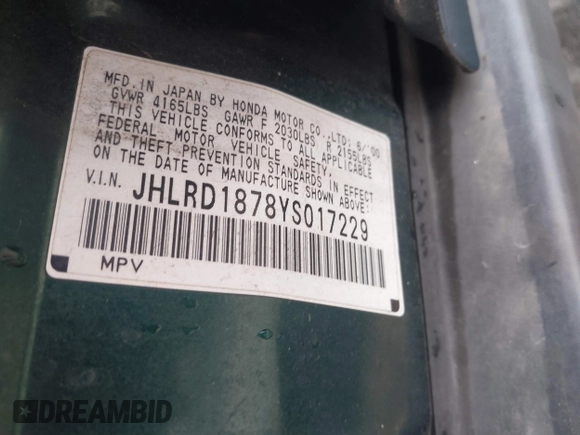 MFD. IN JAPAN BY HONDA MOTOR CO., LTD. 6/'00
GVWR 4165LBS GAWR F 2030LBS R 2155LBS
THIS VEHICLE CONFORMS TO ALL APPLICABLE
FEDERAL MOTOR VEHICLE SAFETY,
AND THEFT PREVENTION STANDARDS IN EFFECT
ON THE DATE OF MANUFACTURE SHOWN ABOVE.
V.I.N. JHLRD1878YS017229
MPV
DREAMBID